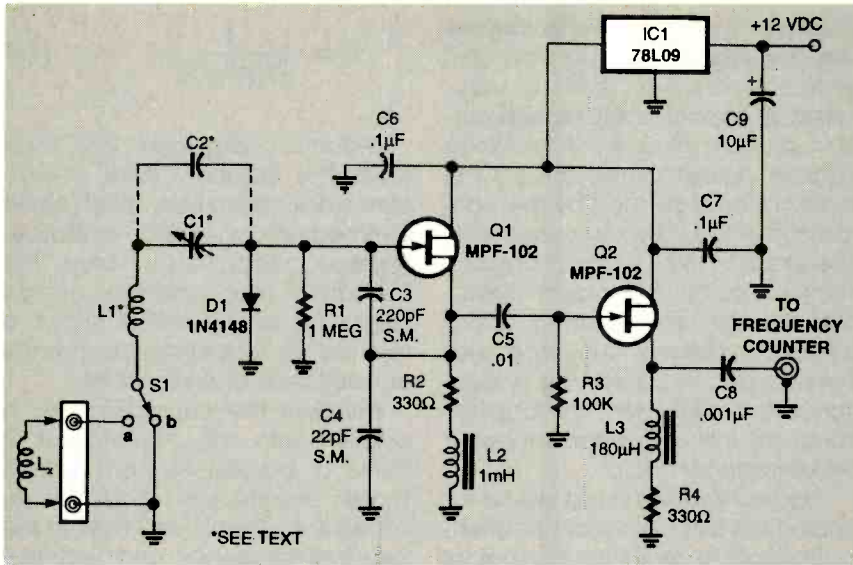 IC1
78L09
+12 VDC
+
C9
10µF
C6
.1µF
C2*
C1*
Q1
MPF-102
C7
.1µF
Q2
MPF-102
L1*
D1
1N4148
R1
1 MEG
C3
220pF
S.M.
C5
.01
TO
FREQUENCY
COUNTER
S1
a
b
R2
330Ω
R3
100K
C8
.001µF
C4
22pF
S.M.
L2
1mH
L3
180µH
Lx
R4
330Ω
*SEE TEXT